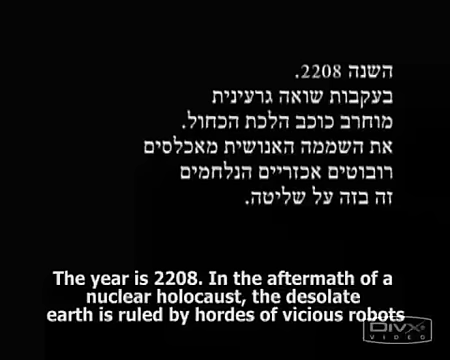 השנה 2208.
בעקבות שואה גרעינית
מוחרב כוכב הלכת הכחול.
את השממה האנושית מאכלסים
רובוטים אכזריים הנלחמים
זה בזה על שליטה.
The year is 2208. In the aftermath of a
nuclear holocaust, the desolate
earth is ruled by hordes of vicious robots
DivX
VIDEO